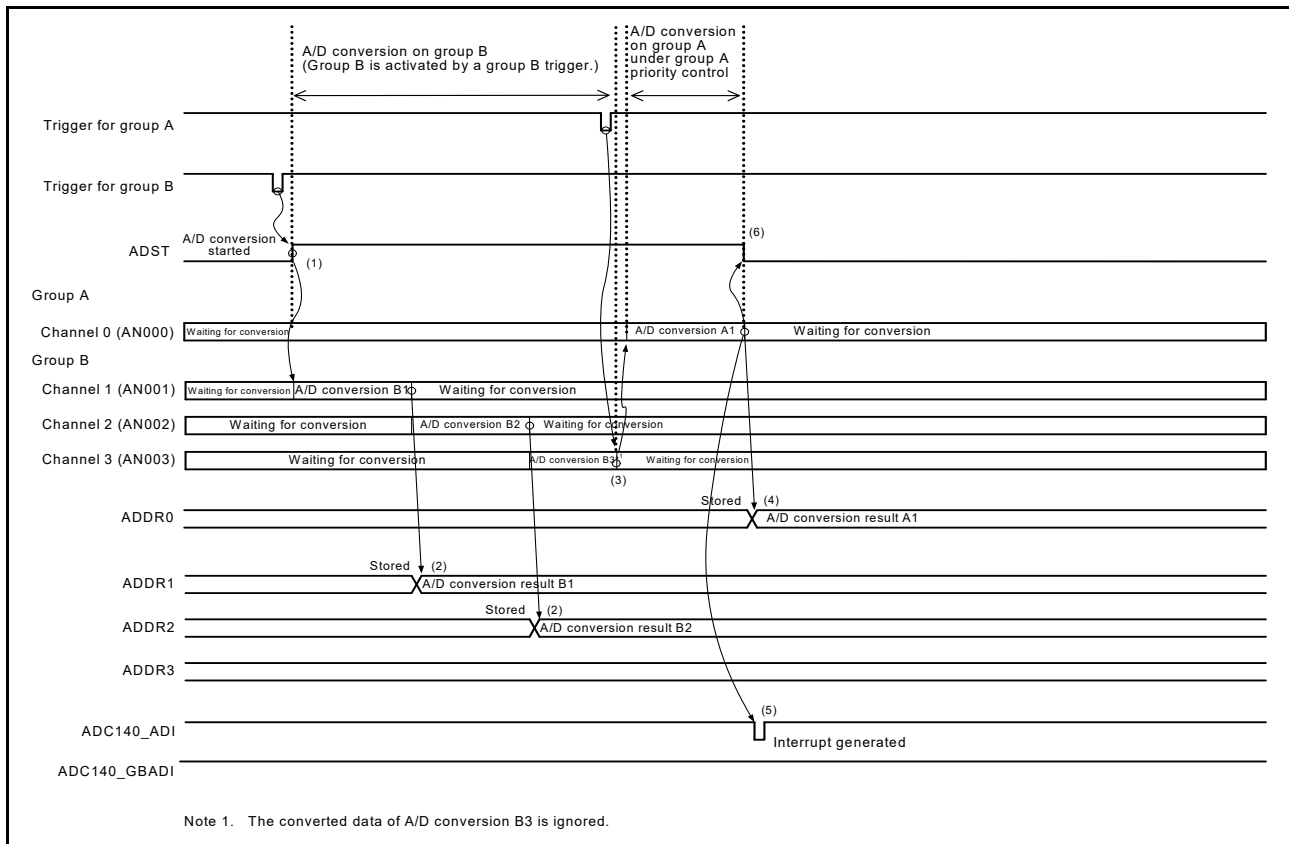 A/D conversion on group B
(Group B is activated by a group B trigger.)
A/D conversion
on group A
under group A
priority control
Trigger for group A
Trigger for group B
ADST
A/D conversion
started
(1)
(6)
Group A
Channel 0 (AN000)
Waiting for conversion
A/D conversion A1
Waiting for conversion
Group B
Channel 1 (AN001)
Waiting for conversion
A/D conversion B1
Waiting for conversion
Channel 2 (AN002)
Waiting for conversion
A/D conversion B2
Waiting for conversion
Channel 3 (AN003)
Waiting for conversion
A/D conversion B3*1
Waiting for conversion
(3)
ADDR0
Stored
(4)
A/D conversion result A1
ADDR1
Stored
(2)
A/D conversion result B1
ADDR2
Stored
(2)
A/D conversion result B2
ADDR3
ADC140_ADI
(5)
Interrupt generated
ADC140_GBADI
Note 1. The converted data of A/D conversion B3 is ignored.